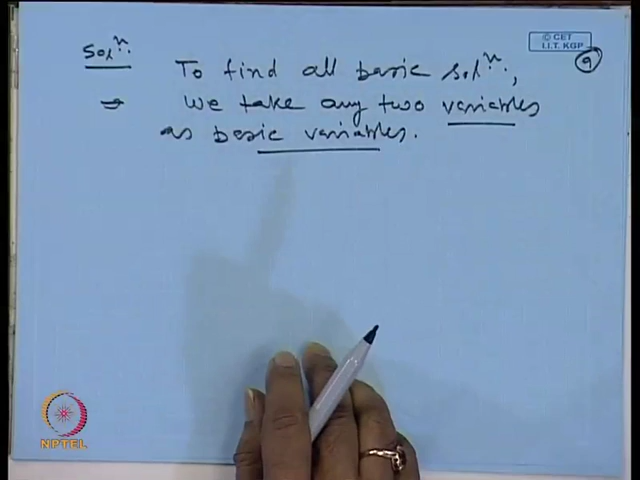 © CET
I.I.T. KGP
Solⁿ. To find all basic solⁿ.,
9
⇒ We take any two variables
as basic variables.
NPTEL